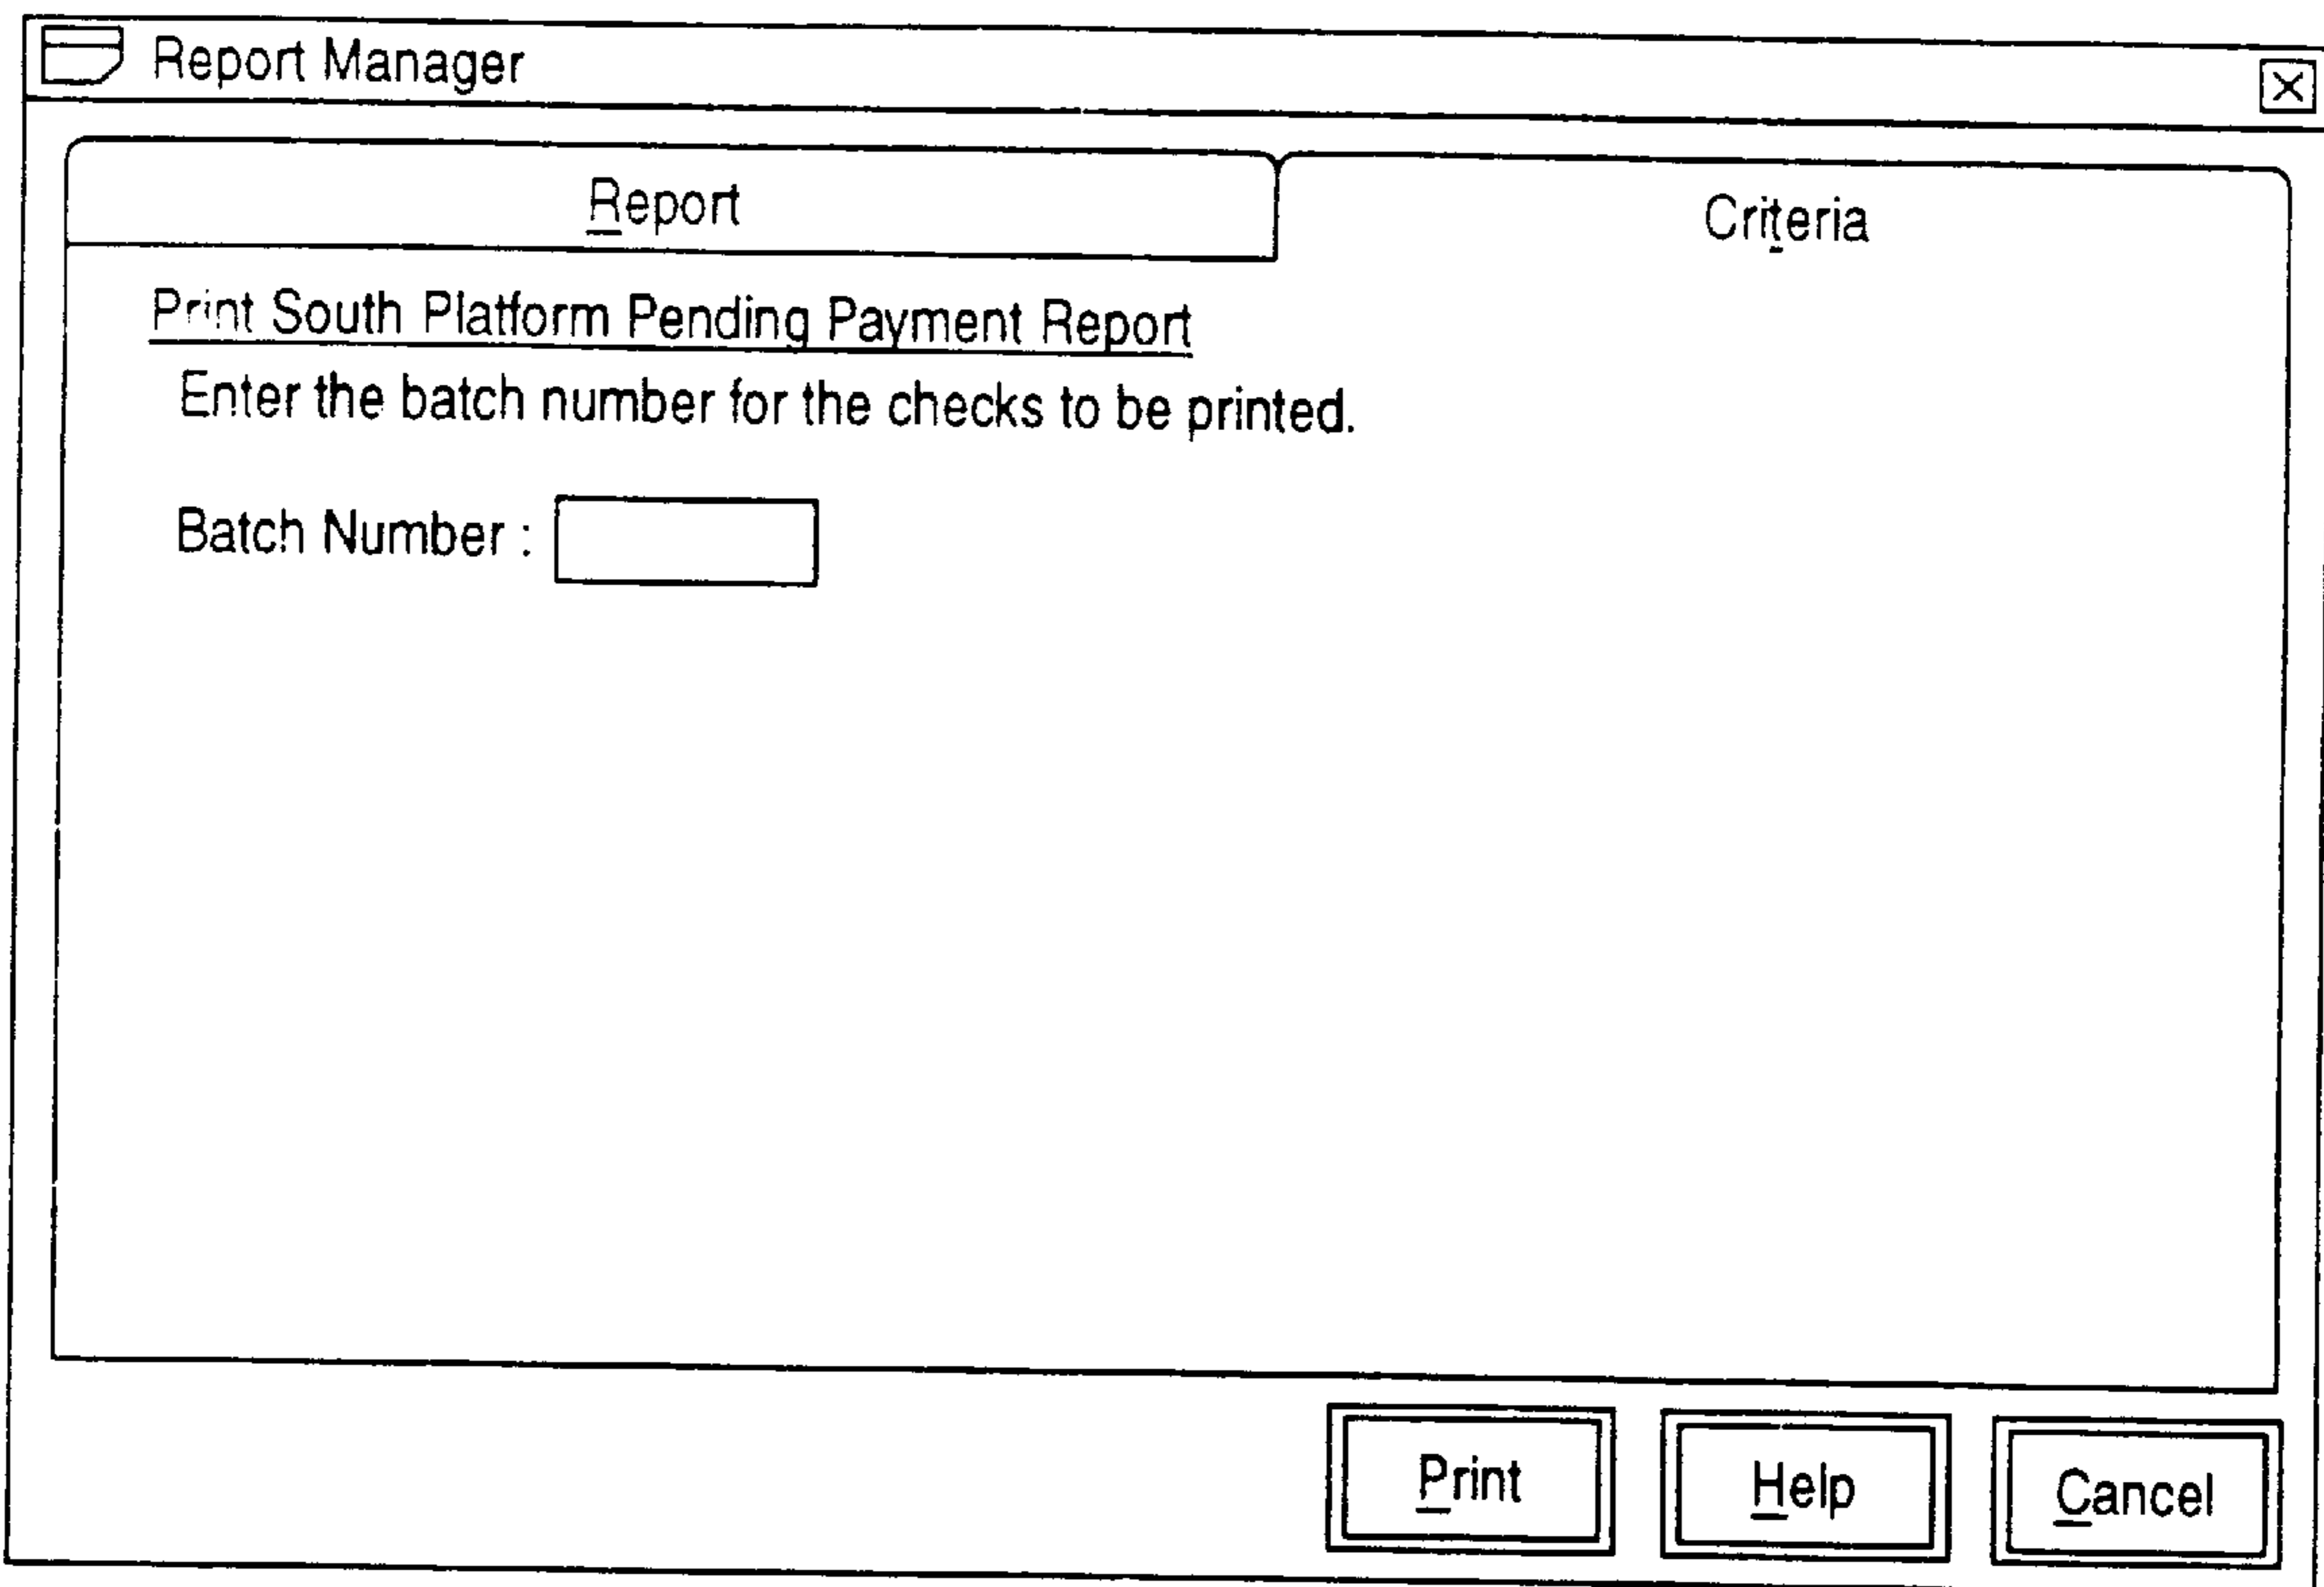 Report Manager
Report
Criteria
Print South Platform Pending Payment Report
Enter the batch number for the checks to be printed.
Batch Number :
Print
Help
Cancel